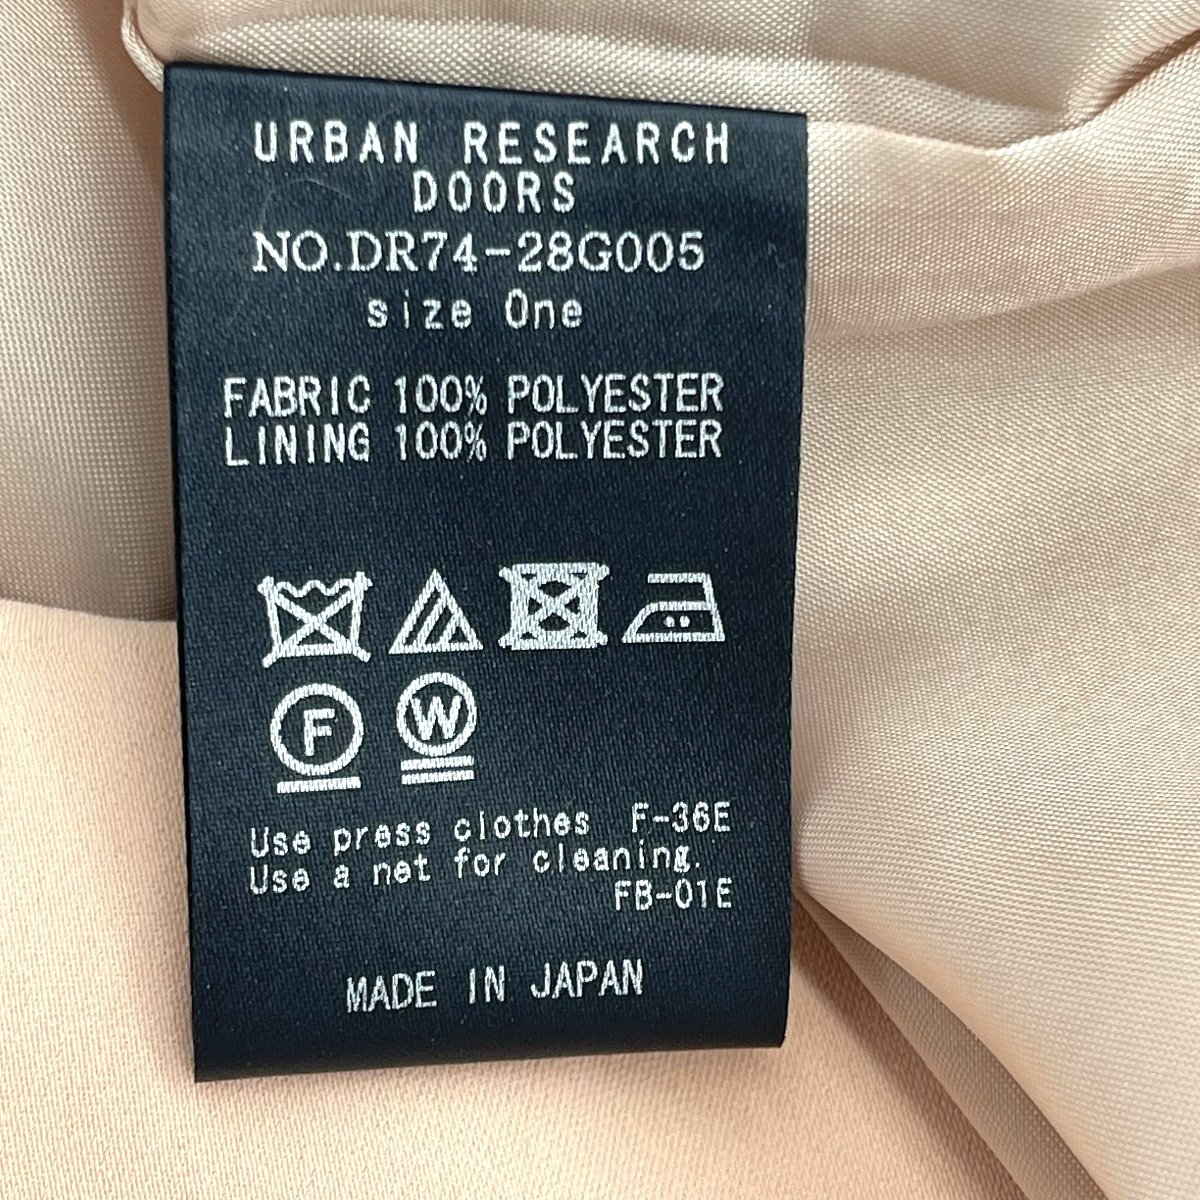 URBAN RESEARCH
DOORS
NO.DR74-28G005
size One
FABRIC 100% POLYESTER
LINING 100% POLYESTER
F W
Use press clothes F-36E
Use a net for cleaning.
FB-01E
MADE IN JAPAN